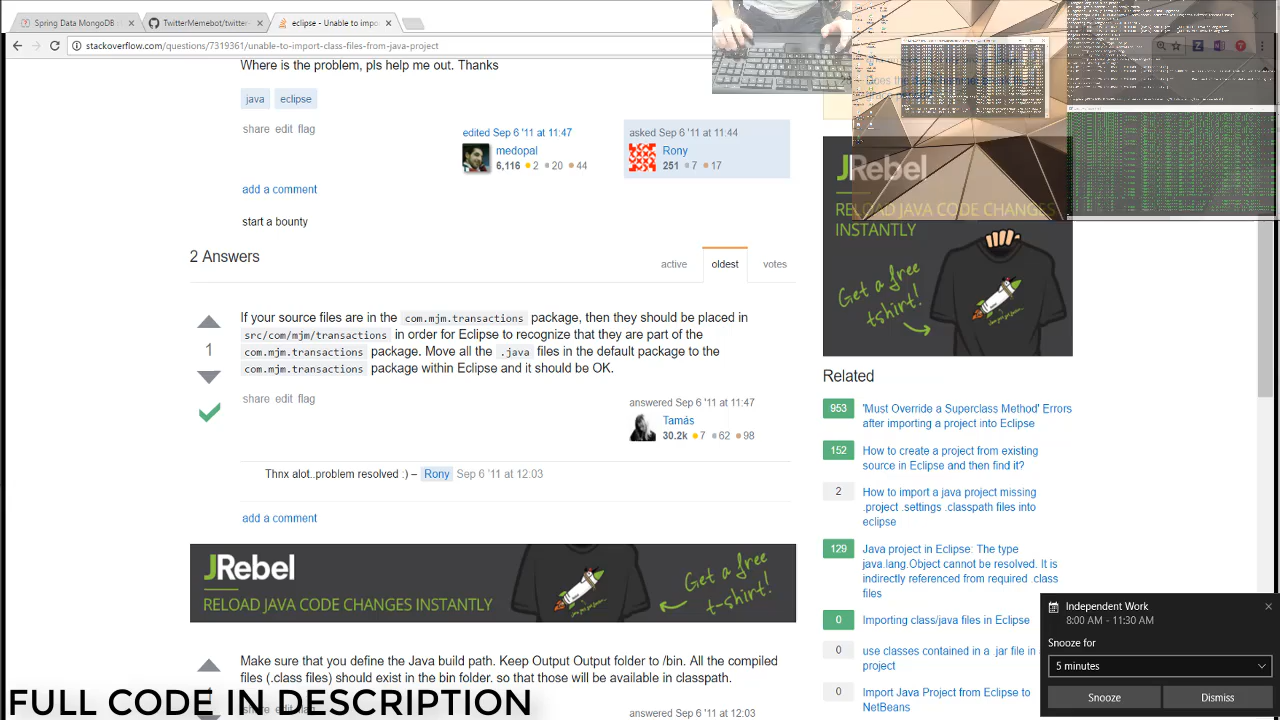 Spring Data MongoDB
TwitterMemebot/twitter-
eclipse - Unable to impo
stackoverflow.com/questions/7319361/unable-to-import-class-files-from-java-project
Where is the problem, pls help me out. Thanks
java eclipse
share edit flag
edited Sep 6 '11 at 11:47
medopal
6,116 2 20 44
asked Sep 6 '11 at 11:44
Rony
251 7 17
add a comment
start a bounty
2 Answers
active oldest votes
If your source files are in the com.mjm.transactions package, then they should be placed in
src/com/mjm/transactions in order for Eclipse to recognize that they are part of the
com.mjm.transactions package. Move all the .java files in the default package to the
com.mjm.transactions package within Eclipse and it should be OK.
1
share edit flag
answered Sep 6 '11 at 11:47
Tamás
30.2k 7 62 98
Thnx alot..problem resolved :) – Rony Sep 6 '11 at 12:03
add a comment
JRebel
RELOAD JAVA CODE CHANGES INSTANTLY
Get a free
t-shirt!
Make sure that you define the Java build path. Keep Output Output folder to /bin. All the compiled
files (.class files) should exist in the bin folder. so that those will be available in classpath.
share edit flag
answered Sep 6 '11 at 12:03
FULL CODE IN DESCRIPTION
JRebel
RELOAD JAVA CODE CHANGES
INSTANTLY
Get a free
tshirt!
Related
953 'Must Override a Superclass Method' Errors
after importing a project into Eclipse
152 How to create a project from existing
source in Eclipse and then find it?
2 How to import a java project missing
.project .settings .classpath files into
eclipse
129 Java project in Eclipse: The type
java.lang.Object cannot be resolved. It is
indirectly referenced from required .class
files
0 Importing class/java files in Eclipse
0 use classes contained in a .jar file in
project
0 Import Java Project from Eclipse to
NetBeans
Independent Work
8:00 AM - 11:30 AM
Snooze for
5 minutes
Snooze Dismiss